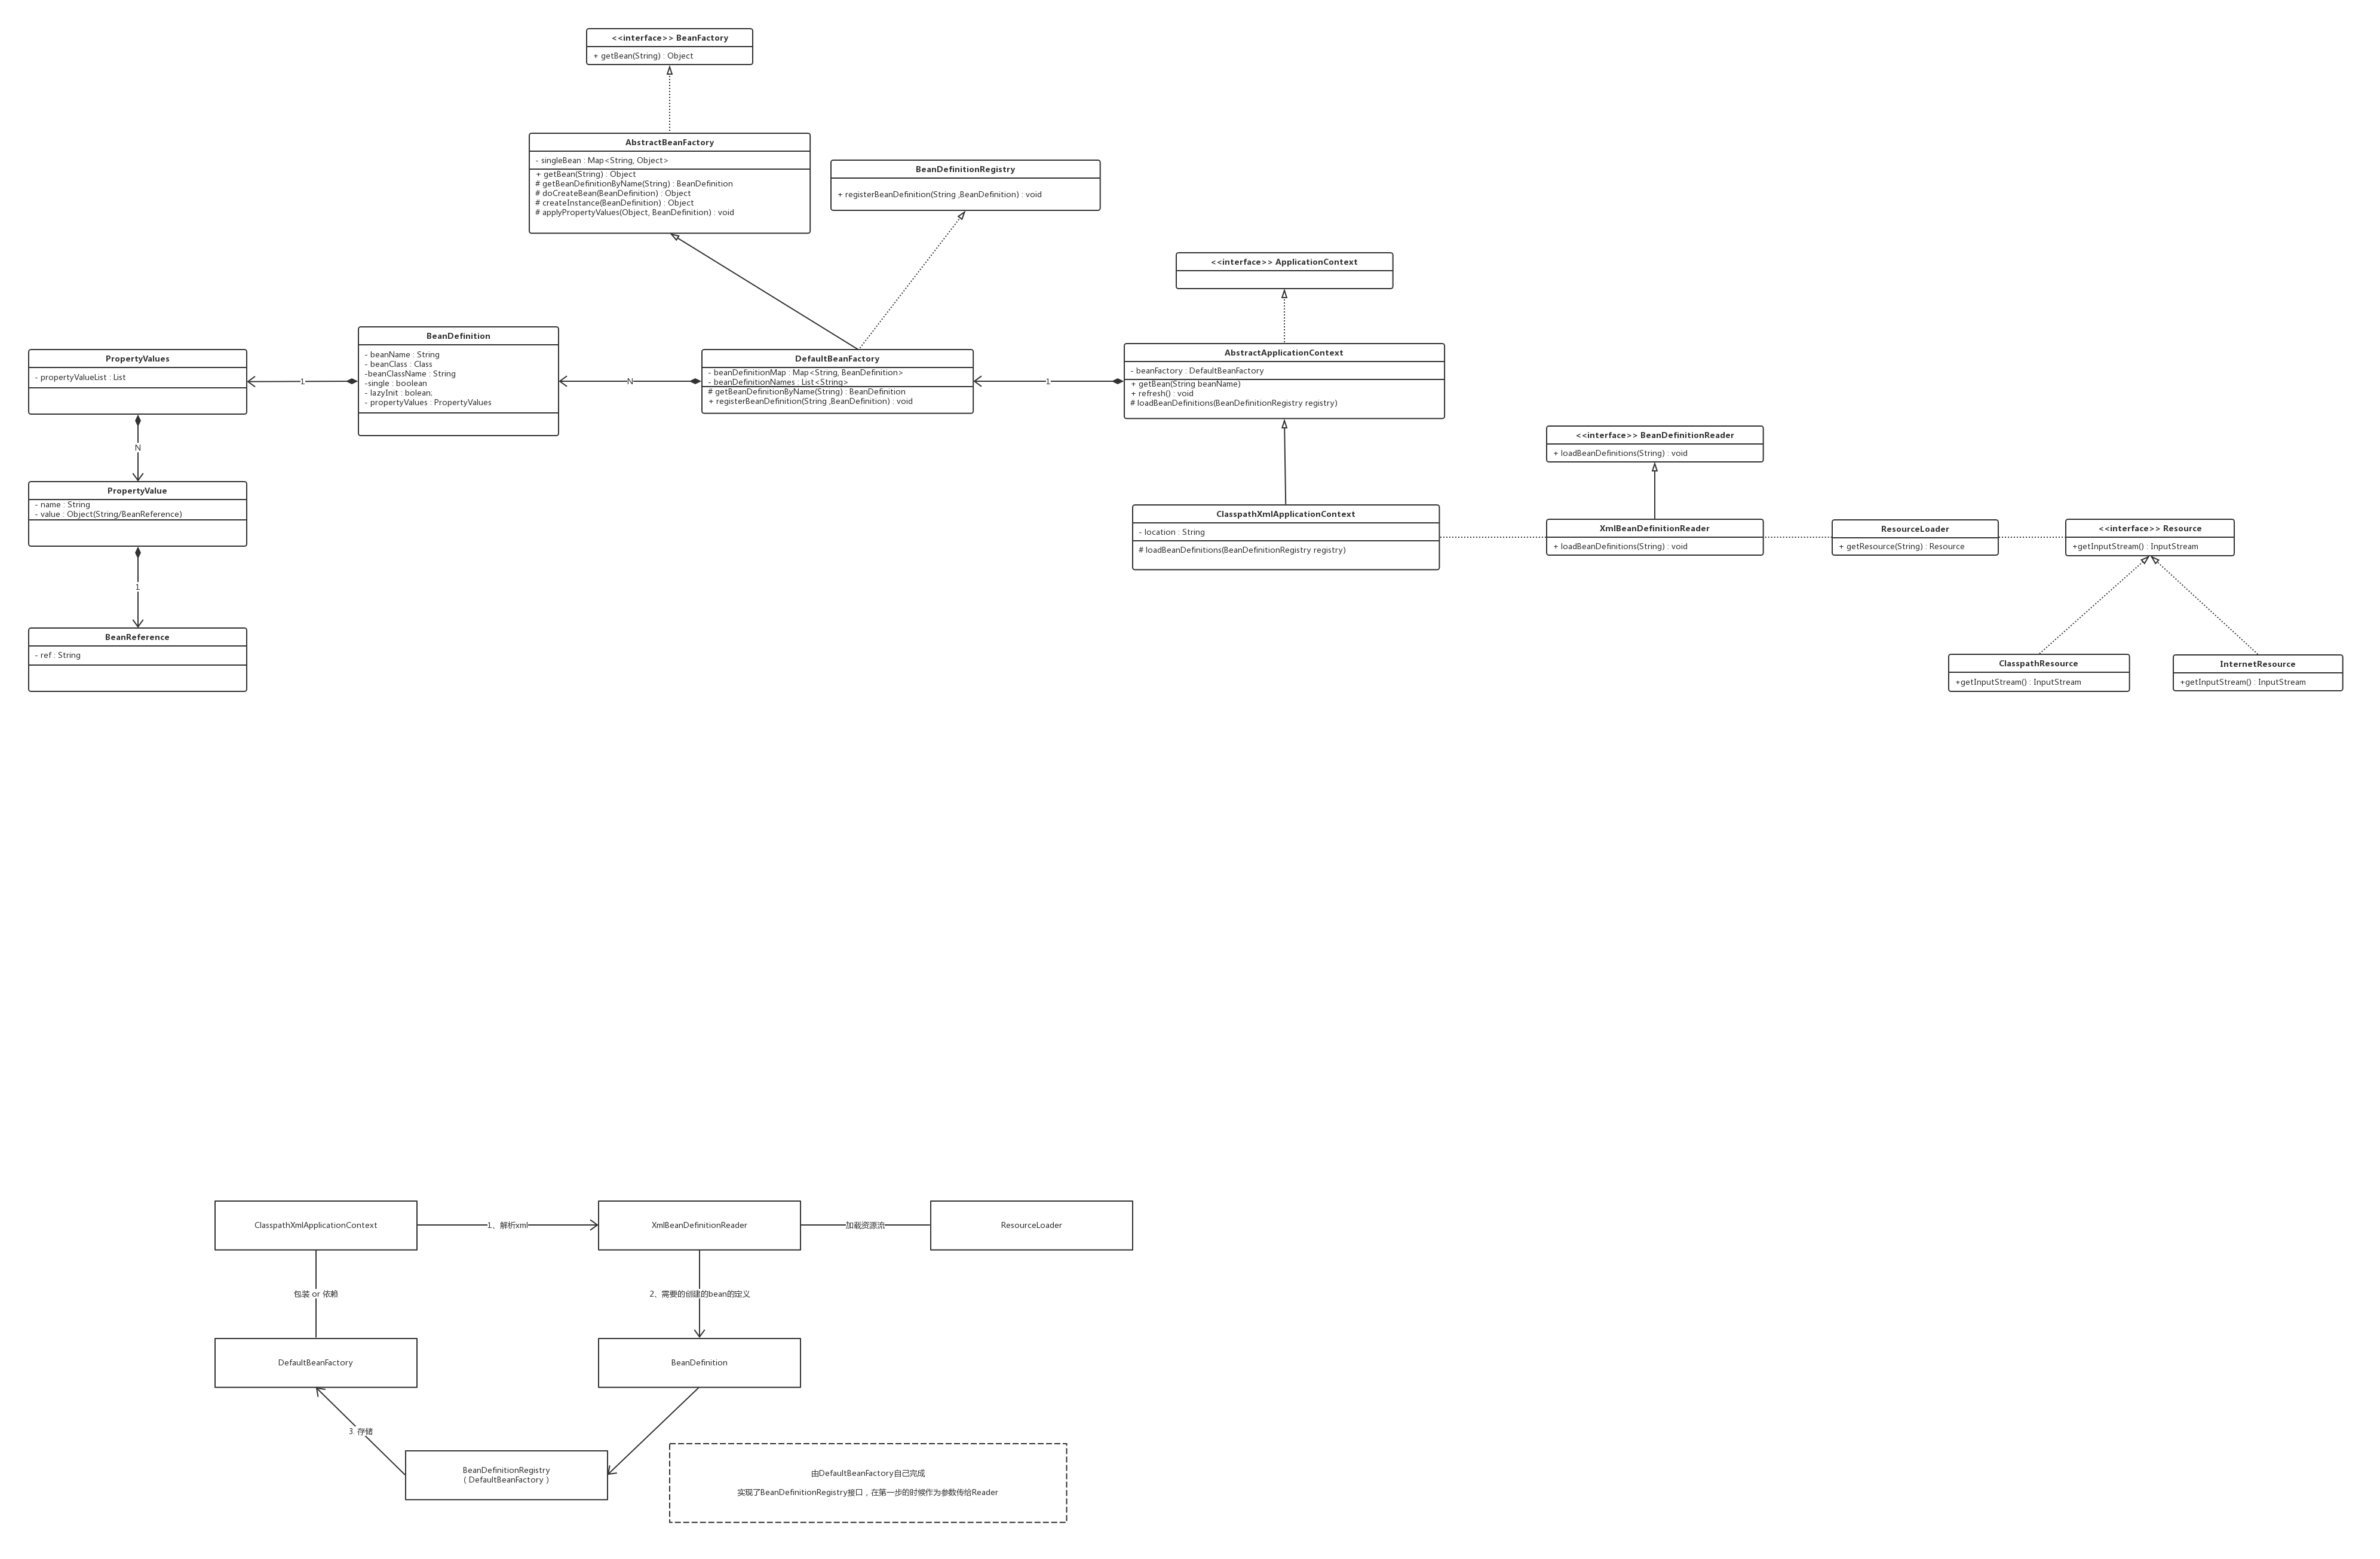 <<interface>> BeanFactory
+ getBean(String) : Object
AbstractBeanFactory
- singleBean : Map<String, Object>
+ getBean(String) : Object
# getBeanDefinitionByName(String) : BeanDefinition
# doCreateBean(BeanDefinition) : Object
# createInstance(BeanDefinition) : Object
# applyPropertyValues(Object, BeanDefinition) : void
BeanDefinitionRegistry
+ registerBeanDefinition(String ,BeanDefinition) : void
<<interface>> ApplicationContext
PropertyValues
- propertyValueList : List
1
BeanDefinition
- beanName : String
- beanClass : Class
-beanClassName : String
-single : boolean
- lazyInit : bolean;
- propertyValues : PropertyValues
N
DefaultBeanFactory
- beanDefinitionMap : Map<String, BeanDefinition>
- beanDefinitionNames : List<String>
# getBeanDefinitionByName(String) : BeanDefinition
+ registerBeanDefinition(String ,BeanDefinition) : void
1
AbstractApplicationContext
- beanFactory : DefaultBeanFactory
+ getBean(String beanName)
+ refresh() : void
# loadBeanDefinitions(BeanDefinitionRegistry registry)
N
<<interface>> BeanDefinitionReader
+ loadBeanDefinitions(String) : void
PropertyValue
- name : String
- value : Object(String/BeanReference)
ClasspathXmlApplicationContext
- location : String
# loadBeanDefinitions(BeanDefinitionRegistry registry)
XmlBeanDefinitionReader
+ loadBeanDefinitions(String) : void
ResourceLoader
+ getResource(String) : Resource
<<interface>> Resource
+getInputStream() : InputStream
1
BeanReference
- ref : String
ClasspathResource
+getInputStream() : InputStream
InternetResource
+getInputStream() : InputStream
ClasspathXmlApplicationContext
1、解析xml
XmlBeanDefinitionReader
加载资源流
ResourceLoader
包装 or 依赖
2、需要的创建的bean的定义
DefaultBeanFactory
BeanDefinition
3. 存储
BeanDefinitionRegistry
( DefaultBeanFactory )
由DefaultBeanFactory自己完成
实现了BeanDefinitionRegistry接口，在第一步的时候作为参数传给Reader